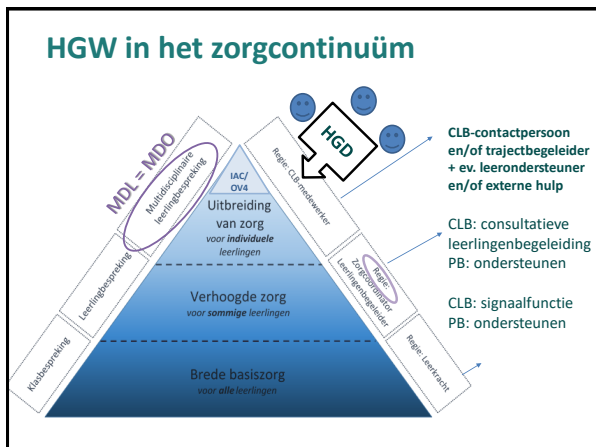 HGW in het zorgcontinuüm
MDL = MDO
Multidisciplinaire
leerlingbespreking
Leerlingbespreking
Klasbespreking
HGD
IAC/
OV4
Uitbreiding
van zorg
voor individuele
leerlingen
Verhoogde zorg
voor sommige leerlingen
Brede basiszorg
voor alle leerlingen
Regie: CLB-medewerker
Regie:
Zorgcoördinator
Leerlingenbegeleider
Regie: Leerkracht
CLB-contactpersoon
en/of trajectbegeleider
+ ev. leerondersteuner
en/of externe hulp
CLB: consultatieve
leerlingenbegeleiding
PB: ondersteunen
CLB: signaalfunctie
PB: ondersteunen